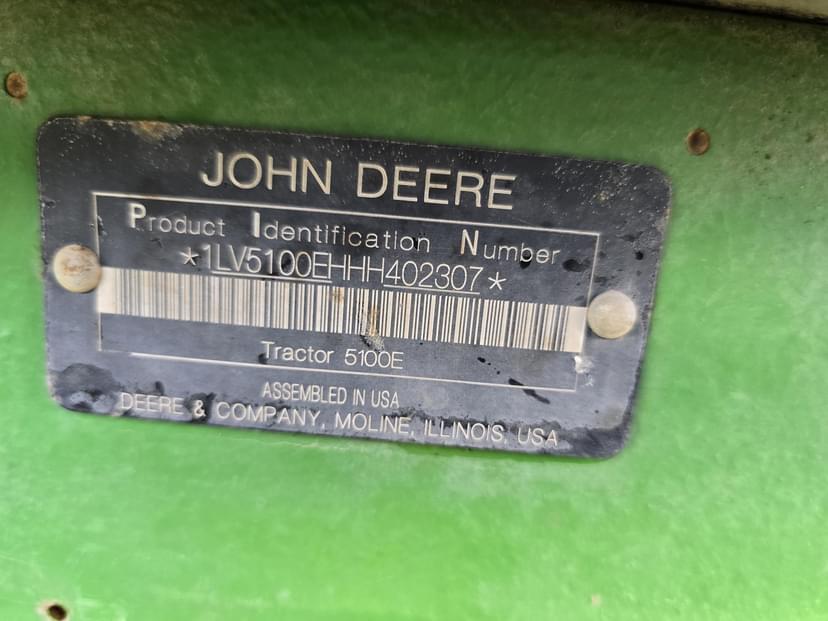 JOHN DEERE
Product Identification Number
*1LV5100EHHH402307*
Tractor 5100E
ASSEMBLED IN USA
DEERE & COMPANY, MOLINE, ILLINOIS, USA